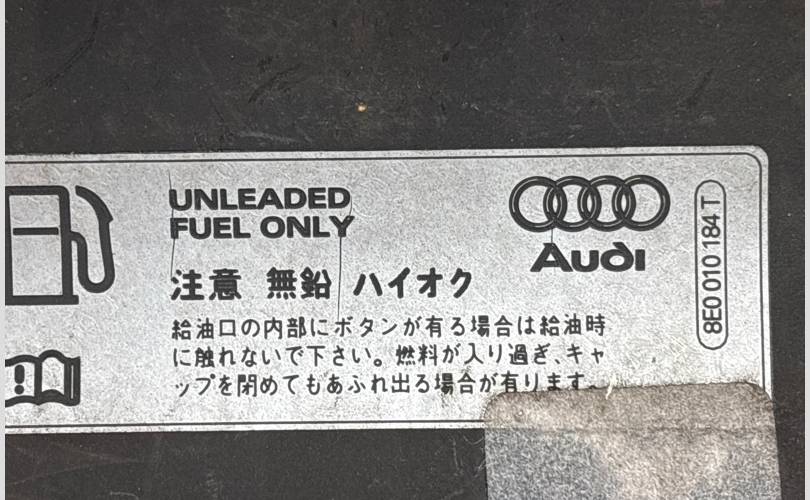 UNLEADED
FUEL ONLY
Audi
注意 無鉛 ハイオク
給油口の内部にボタンが有る場合は給油時
に触れないで下さい。燃料が入り過ぎ、キャ
ップを閉めてもあふれ出る場合が有ります。
8E0 010 184 T